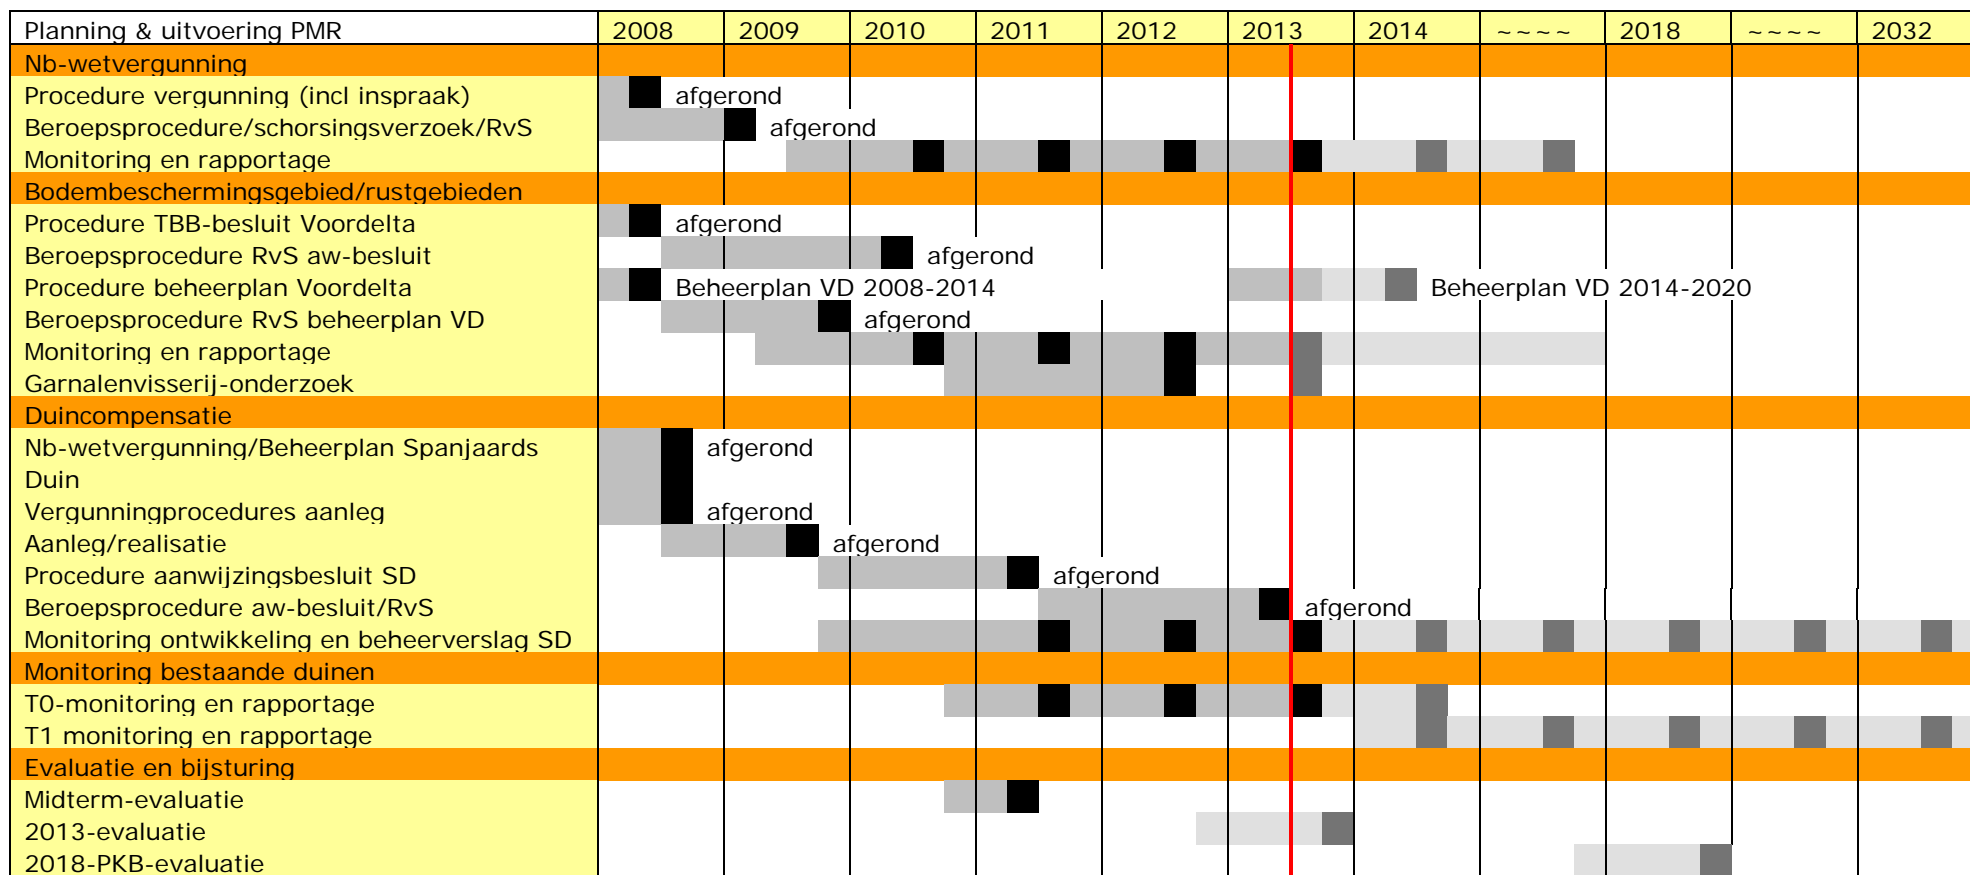 Planning & uitvoering PMR 2008 2009 2010 2011 2012 2013 2014 ~~~~ 2018 ~~~~ 2032
Nb-wetvergunning
Procedure vergunning (incl inspraak) afgerond
Beroepsprocedure/schorsingsverzoek/RvS afgerond
Monitoring en rapportage
Bodembeschermingsgebied/rustgebieden
Procedure TBB-besluit Voordelta afgerond
Beroepsprocedure RvS aw-besluit afgerond
Procedure beheerplan Voordelta Beheerplan VD 2008-2014 Beheerplan VD 2014-2020
Beroepsprocedure RvS beheerplan VD afgerond
Monitoring en rapportage
Garnalenvisserij-onderzoek
Duincompensatie
Nb-wetvergunning/Beheerplan Spanjaards afgerond
Duin
Vergunningprocedures aanleg afgerond
Aanleg/realisatie afgerond
Procedure aanwijzingsbesluit SD afgerond
Beroepsprocedure aw-besluit/RvS afgerond
Monitoring ontwikkeling en beheerverslag SD
Monitoring bestaande duinen
T0-monitoring en rapportage
T1 monitoring en rapportage
Evaluatie en bijsturing
Midterm-evaluatie
2013-evaluatie
2018-PKB-evaluatie